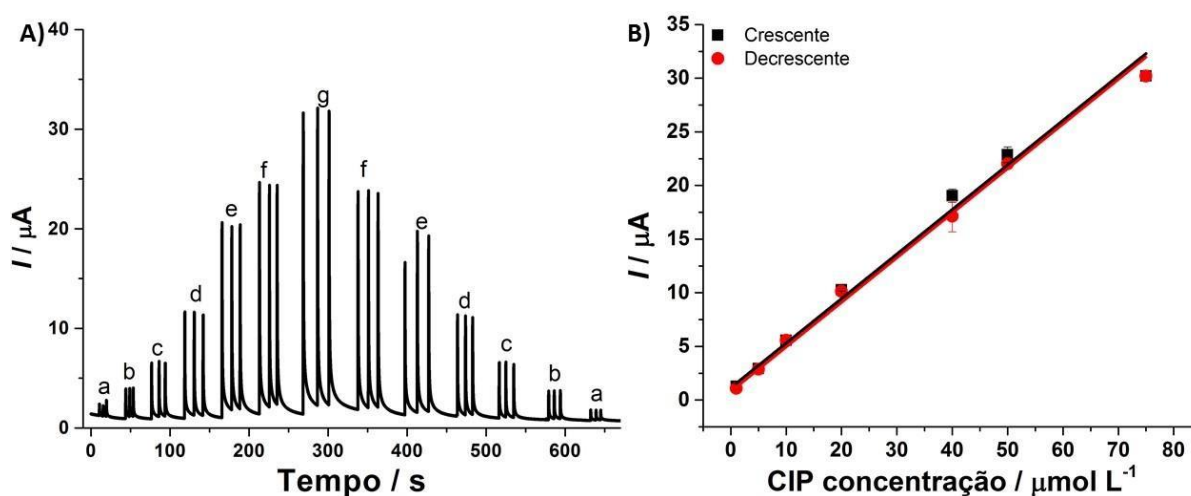 A)
40
30
20
10
0
I / μA
a
b
c
d
e
f
g
f
e
d
c
b
a
0 100 200 300 400 500 600
Tempo / s
B)
Crescente
Decrescente
35
30
25
20
15
10
5
0
I / μA
0 10 20 30 40 50 60 70 80
CIP concentração / μmol L⁻¹